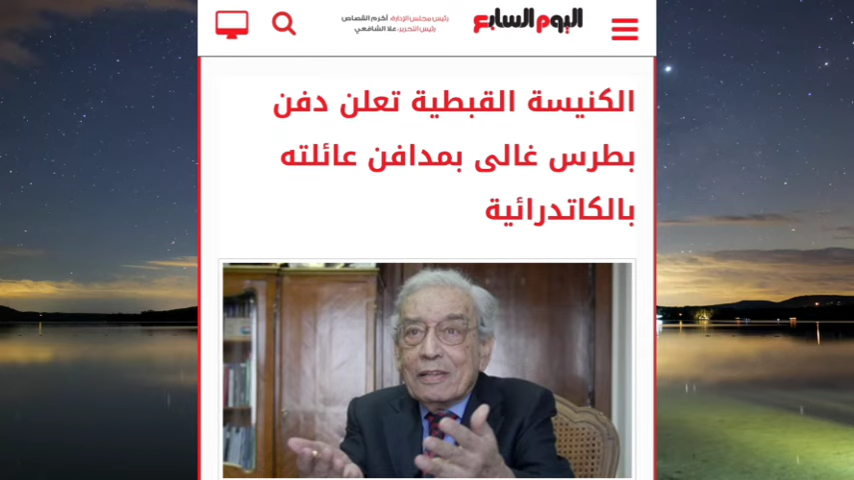 اليوم السابع
رئيس مجلس الإدارة: أكرم القصاص
رئيس التحرير: علا الشافعي
الكنيسة القبطية تعلن دفن
بطرس غالى بمدافن عائلته
بالكاتدرائية